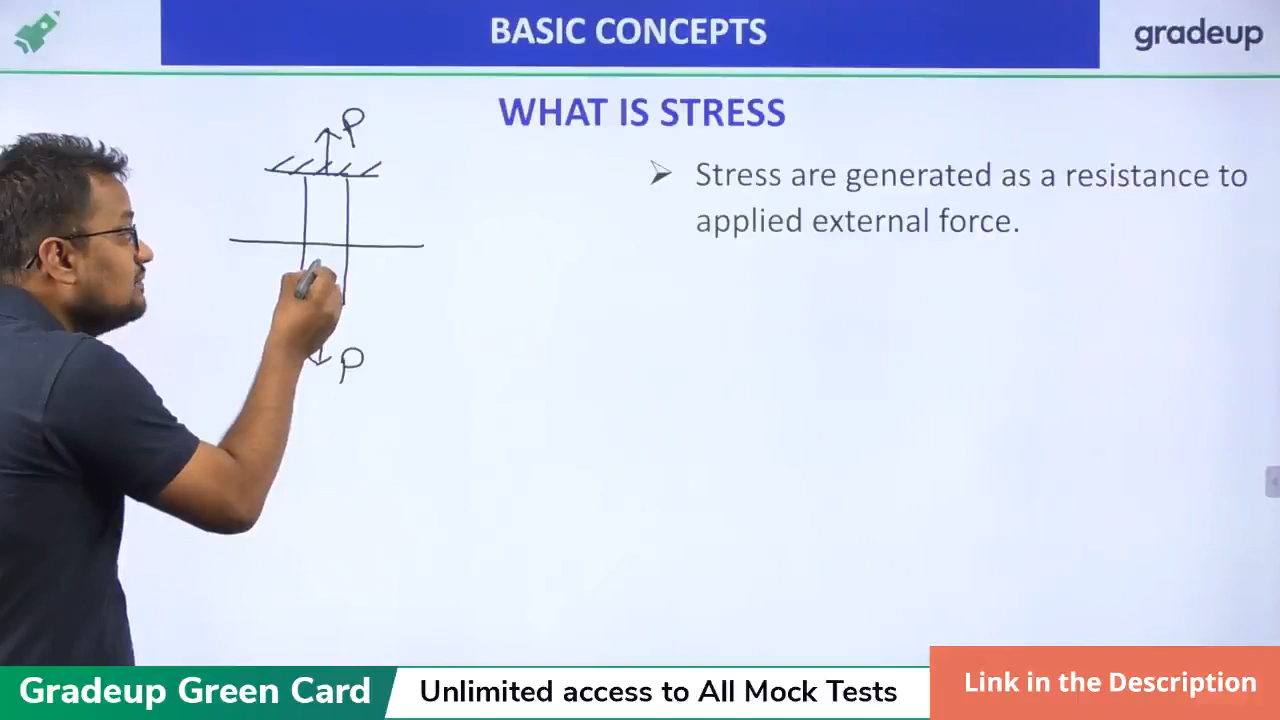 BASIC CONCEPTS
gradeup
WHAT IS STRESS
P
Stress are generated as a resistance to
applied external force.
P
Gradeup Green Card
Unlimited access to All Mock Tests
Link in the Description